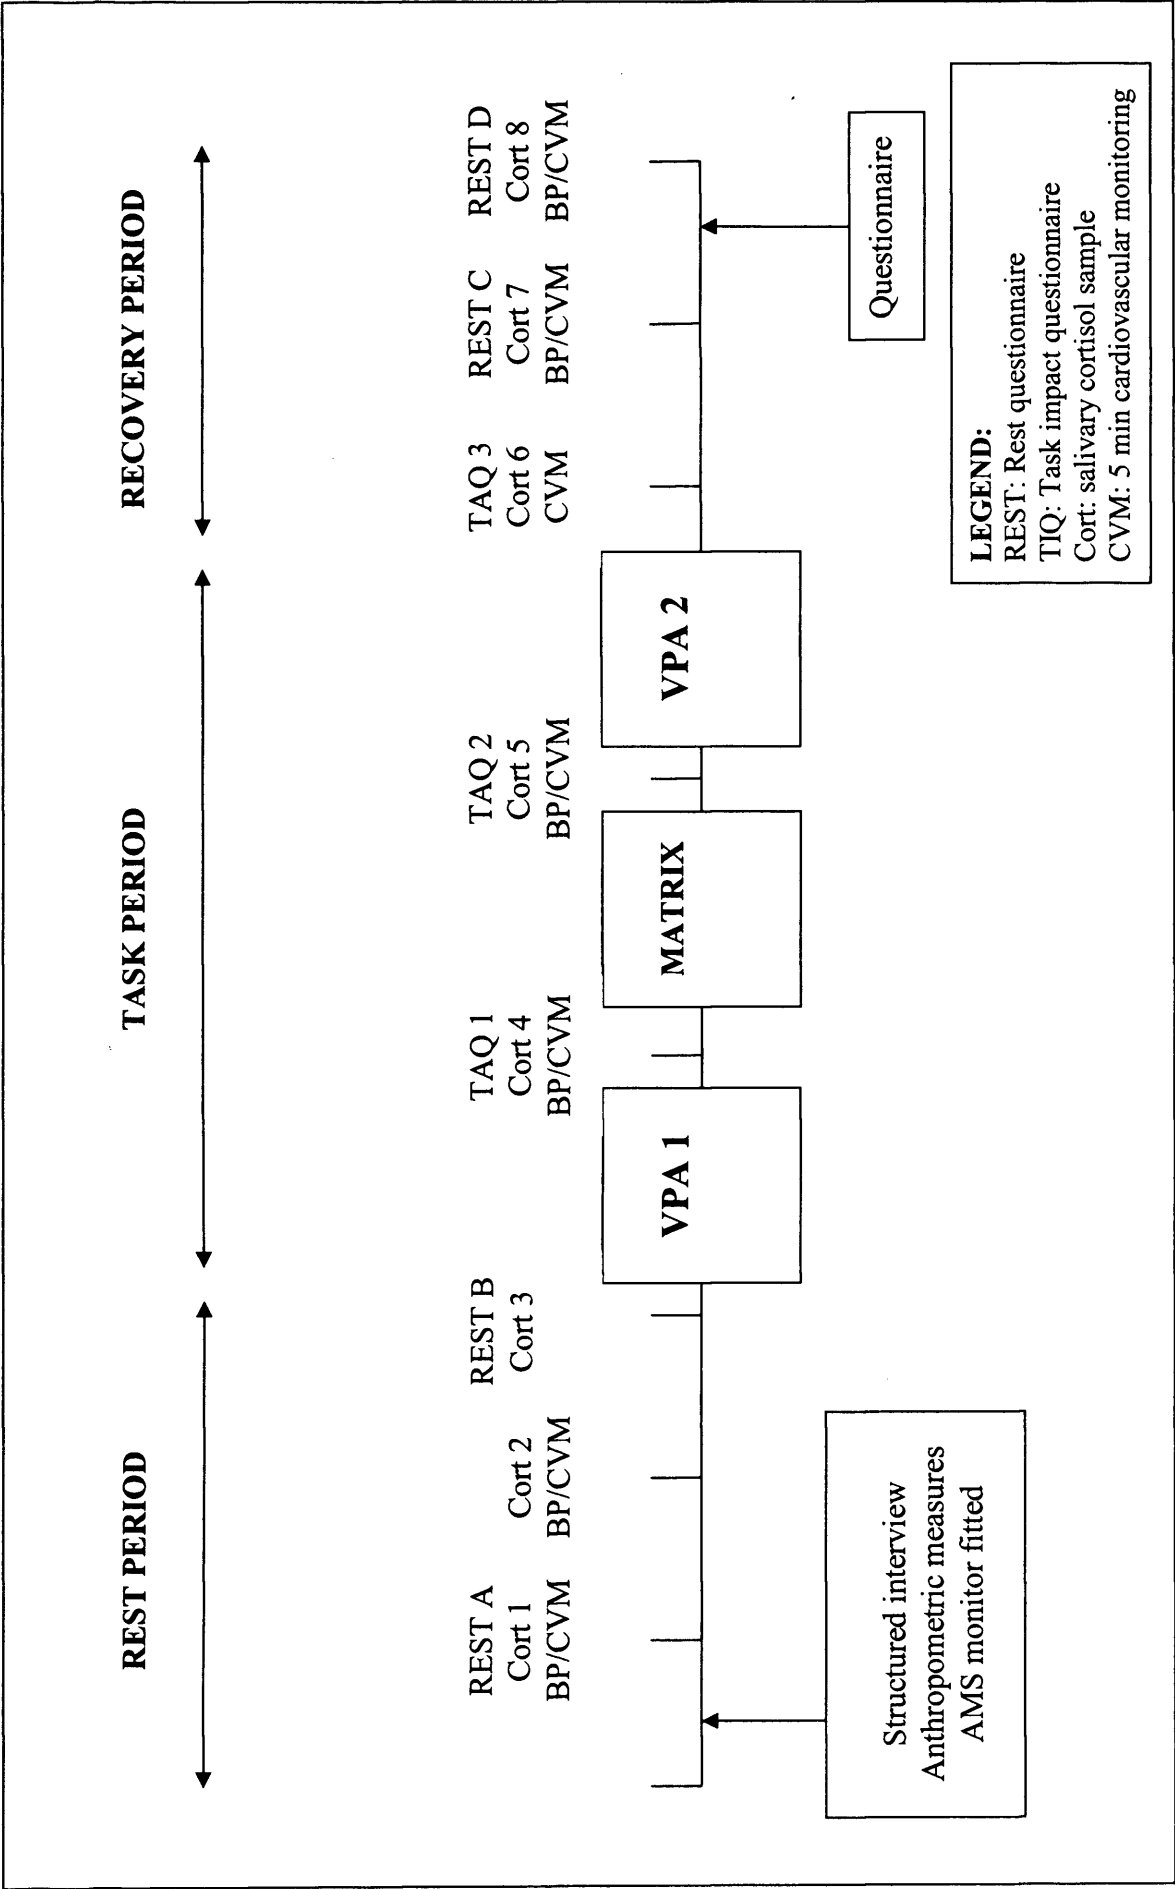 REST PERIOD
TASK PERIOD
RECOVERY PERIOD
REST A
Cort 1
BP/CVM
Cort 2
BP/CVM
REST B
Cort 3
TAQ 1
Cort 4
BP/CVM
TAQ 2
Cort 5
BP/CVM
TAQ 3
Cort 6
CVM
REST C
Cort 7
BP/CVM
REST D
Cort 8
BP/CVM
VPA 1
MATRIX
VPA 2
Structured interview
Anthropometric measures
AMS monitor fitted
Questionnaire
LEGEND:
REST: Rest questionnaire
TIQ: Task impact questionnaire
Cort: salivary cortisol sample
CVM: 5 min cardiovascular monitoring